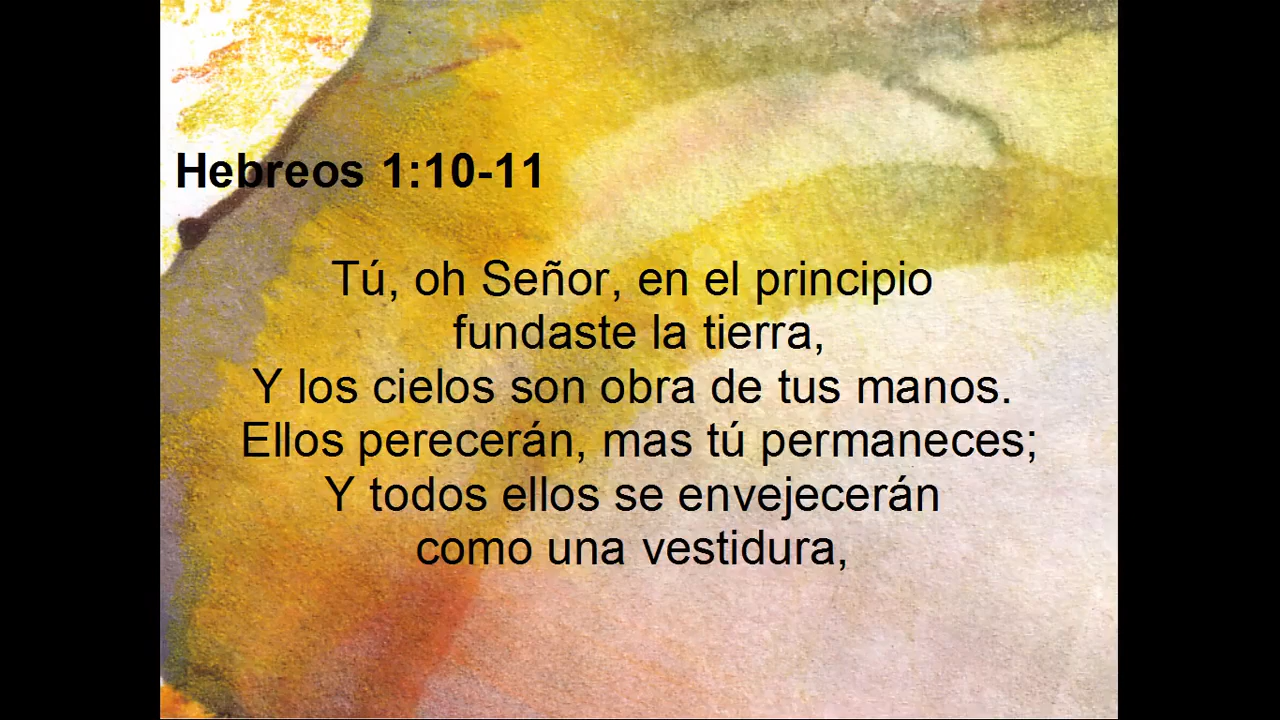 Hebreos 1:10-11
Tú, oh Señor, en el principio
fundaste la tierra,
Y los cielos son obra de tus manos.
Ellos perecerán, mas tú permaneces;
Y todos ellos se envejecerán
como una vestidura,